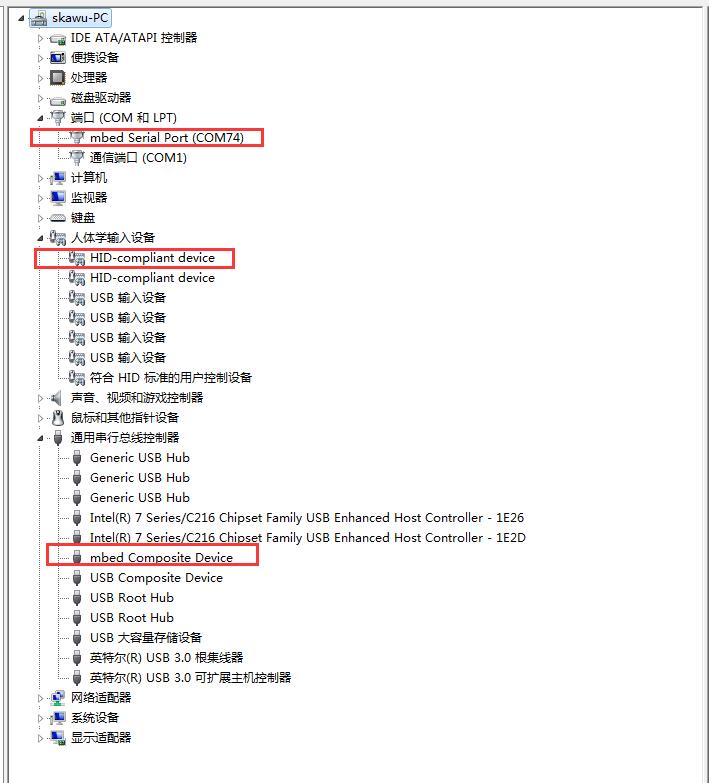 skawu-PC
IDE ATA/ATAPI 控制器
便携设备
处理器
磁盘驱动器
端口 (COM 和 LPT)
mbed Serial Port (COM74)
通信端口 (COM1)
计算机
监视器
键盘
人体学输入设备
HID-compliant device
HID-compliant device
USB 输入设备
USB 输入设备
USB 输入设备
USB 输入设备
符合 HID 标准的用户控制设备
声音、视频和游戏控制器
鼠标和其他指针设备
通用串行总线控制器
Generic USB Hub
Generic USB Hub
Generic USB Hub
Intel(R) 7 Series/C216 Chipset Family USB Enhanced Host Controller - 1E26
Intel(R) 7 Series/C216 Chipset Family USB Enhanced Host Controller - 1E2D
mbed Composite Device
USB Composite Device
USB Root Hub
USB Root Hub
USB 大容量存储设备
英特尔(R) USB 3.0 根集线器
英特尔(R) USB 3.0 可扩展主机控制器
网络适配器
系统设备
显示适配器